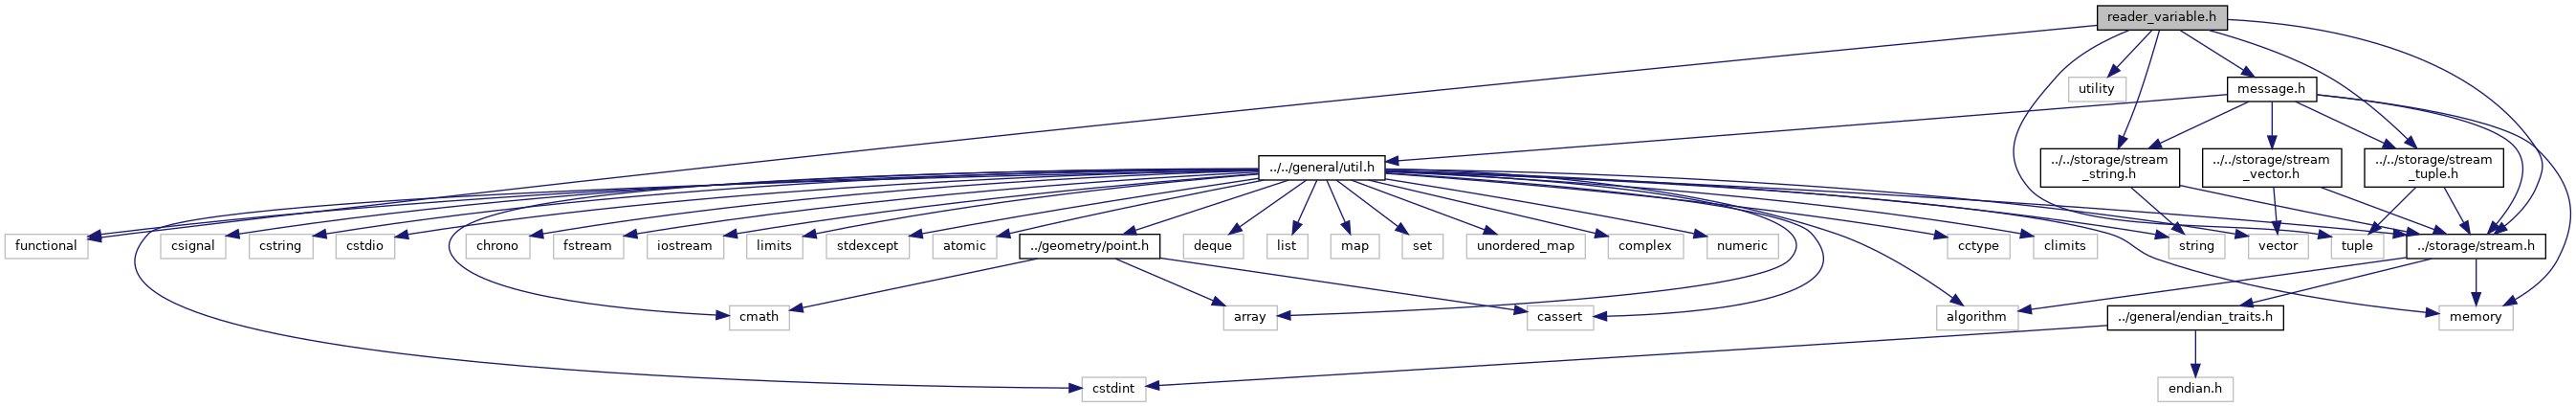 reader_variable.h
utility
message.h
../../general/util.h
../../storage/stream
_string.h
../../storage/stream
_vector.h
../../storage/stream
_tuple.h
functional
csignal
cstring
cstdio
chrono
fstream
iostream
limits
stdexcept
atomic
../geometry/point.h
deque
list
map
set
unordered_map
complex
numeric
cctype
climits
string
vector
tuple
../storage/stream.h
cmath
array
cassert
algorithm
../general/endian_traits.h
memory
cstdint
endian.h